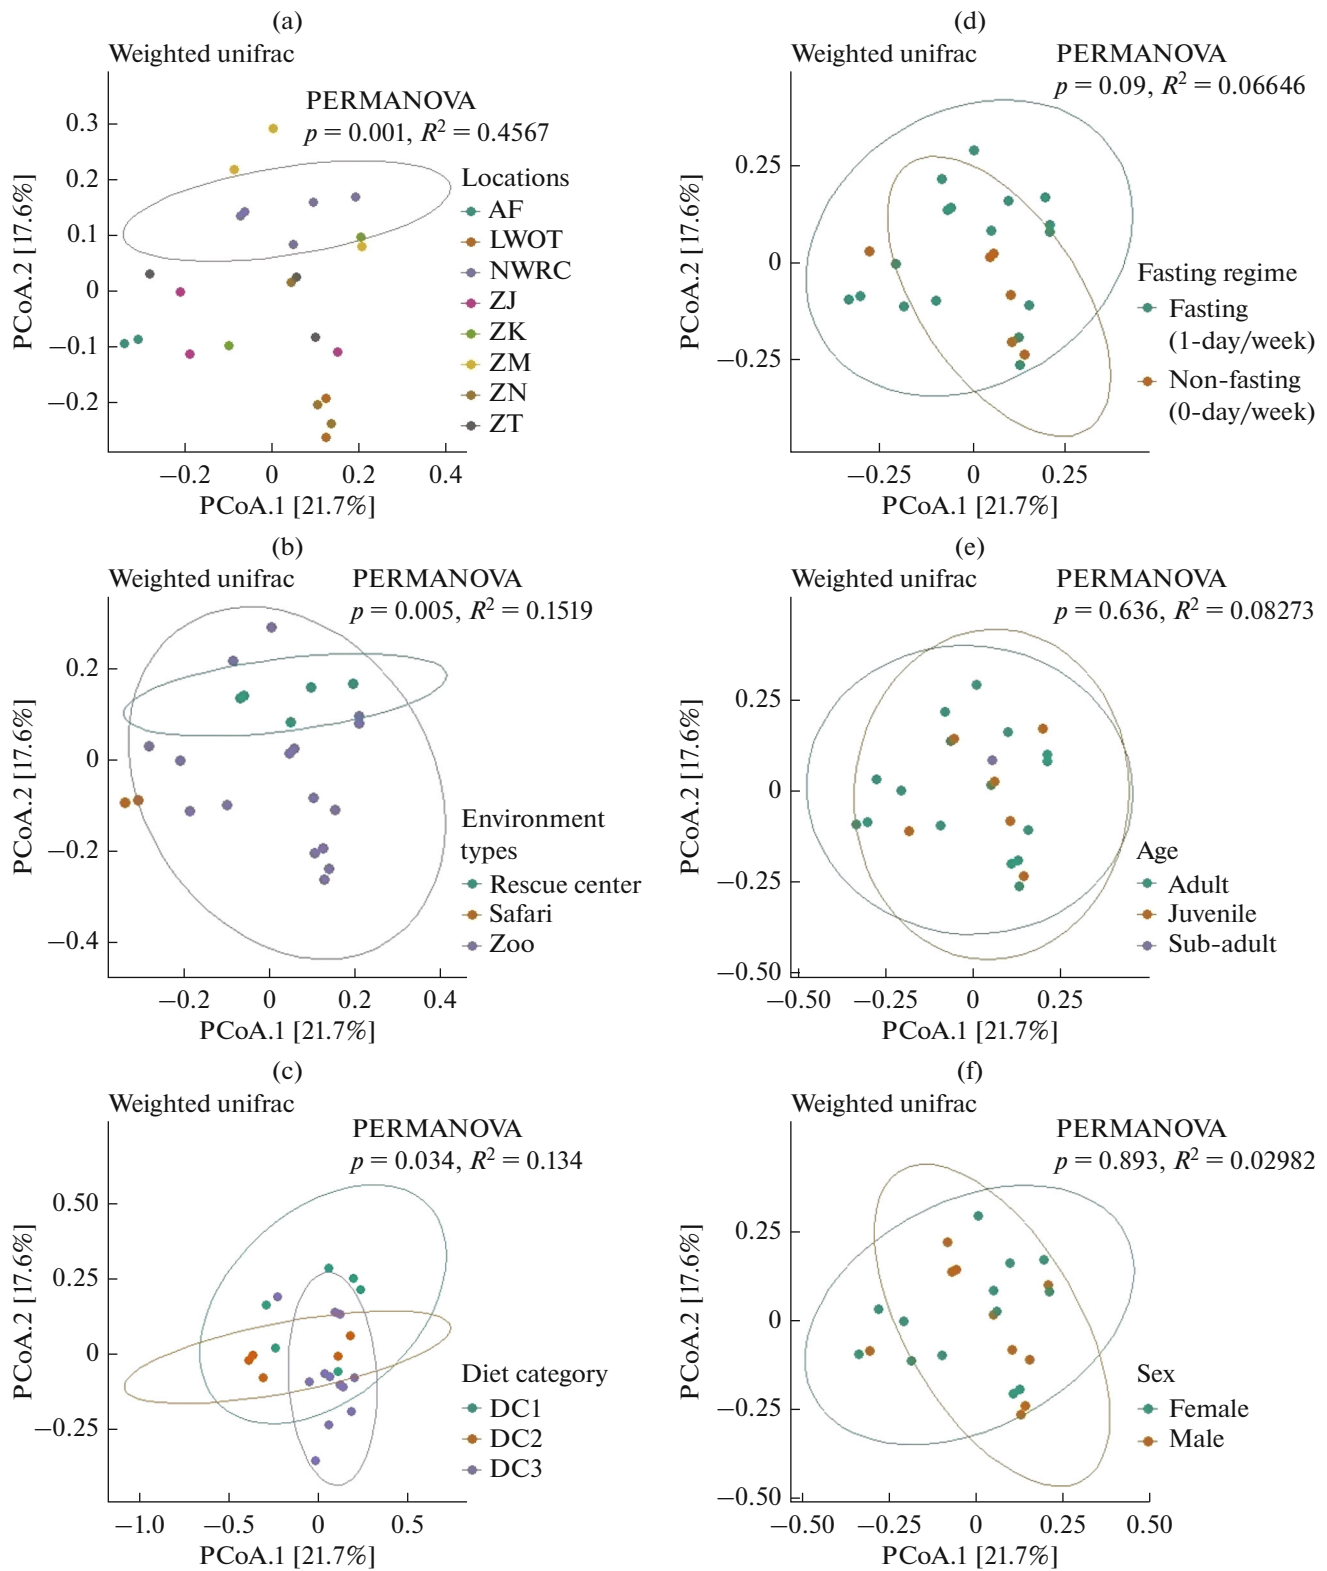 (a)
Weighted unifrac
PERMANOVA
p = 0.001, R² = 0.4567
0.3
0.2
0.1
0
−0.1
−0.2
PCoA.2 [17.6%]
Locations
AF
LWOT
NWRC
ZJ
ZK
ZM
ZN
ZT
−0.2 0 0.2 0.4
PCoA.1 [21.7%]
(b)
Weighted unifrac
PERMANOVA
p = 0.005, R² = 0.1519
0.2
0
−0.2
−0.4
PCoA.2 [17.6%]
Environment
types
Rescue center
Safari
Zoo
−0.2 0 0.2 0.4
PCoA.1 [21.7%]
(c)
Weighted unifrac
PERMANOVA
p = 0.034, R² = 0.134
0.50
0.25
0
−0.25
PCoA.2 [17.6%]
Diet category
DC1
DC2
DC3
−1.0 −0.5 0 0.5
PCoA.1 [21.7%]
(d)
Weighted unifrac
PERMANOVA
p = 0.09, R² = 0.06646
0.25
0
−0.25
PCoA.2 [17.6%]
Fasting regime
Fasting
(1-day/week)
Non-fasting
(0-day/week)
−0.25 0 0.25
PCoA.1 [21.7%]
(e)
Weighted unifrac
PERMANOVA
p = 0.636, R² = 0.08273
0.25
0
−0.25
−0.50
PCoA.2 [17.6%]
Age
Adult
Juvenile
Sub-adult
−0.50 −0.25 0 0.25
PCoA.1 [21.7%]
(f)
Weighted unifrac
PERMANOVA
p = 0.893, R² = 0.02982
0.25
0
−0.25
−0.50
PCoA.2 [17.6%]
Sex
Female
Male
−0.50 −0.25 0 0.25 0.50
PCoA.1 [21.7%]